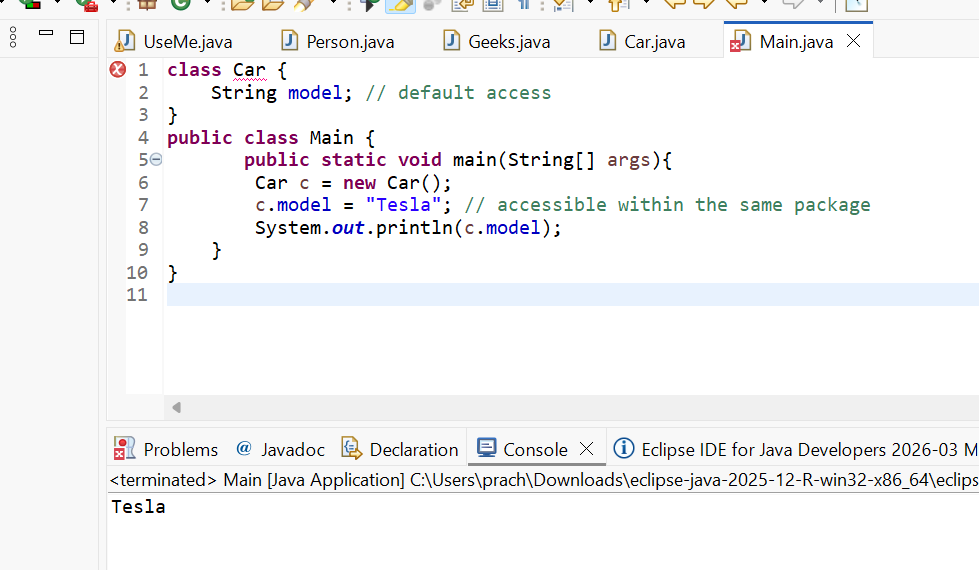 UseMe.java Person.java Geeks.java Car.java Main.java
1 class Car {
2 String model; // default access
3 }
4 public class Main {
5 public static void main(String[] args){
6 Car c = new Car();
7 c.model = "Tesla"; // accessible within the same package
8 System.out.println(c.model);
9 }
10 }
11
Problems @ Javadoc Declaration Console Eclipse IDE for Java Developers 2026-03 M
<terminated> Main [Java Application] C:\Users\prach\Downloads\eclipse-java-2025-12-R-win32-x86_64\eclips
Tesla